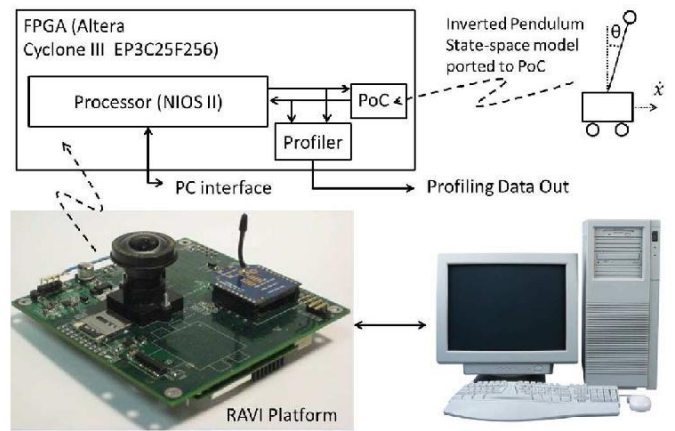 FPGA (Altera
Cyclone III EP3C25F256)
Processor (NIOS II)
PoC
Profiler
PC interface
Profiling Data Out
Inverted Pendulum
State-space model
ported to PoC
θ
ẋ
RAVI Platform